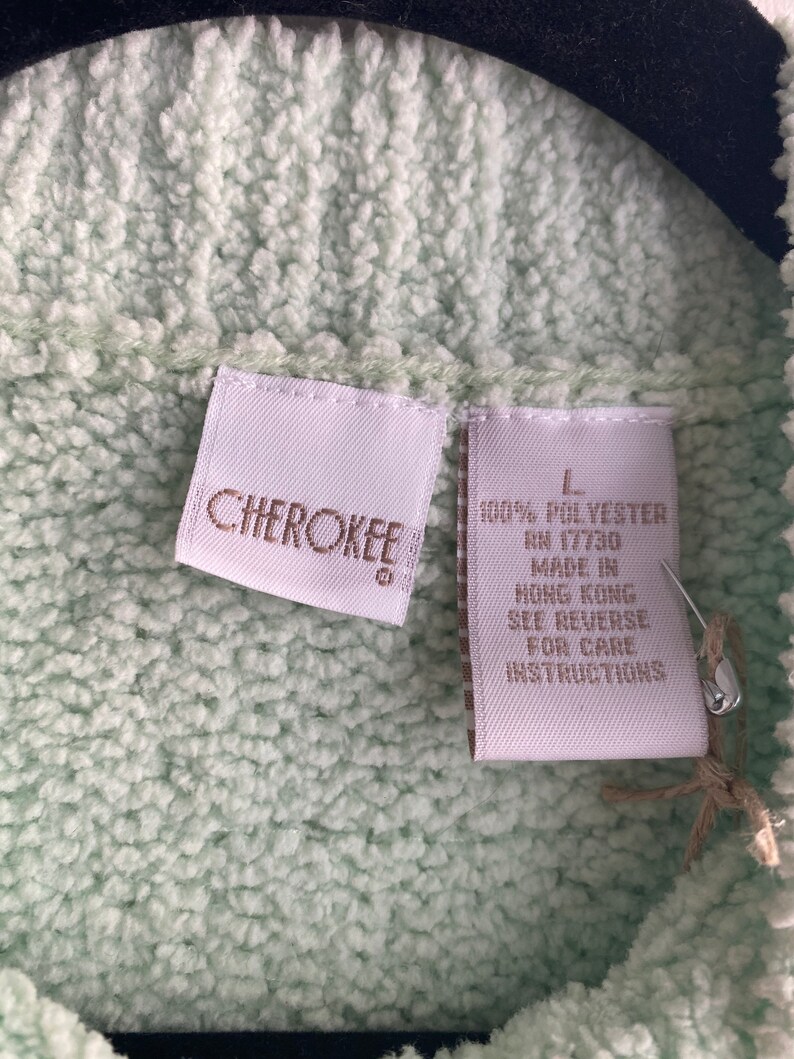 CHEROKEE
®
L
100% POLYESTER
RN 17730
MADE IN
HONG KONG
SEE REVERSE
FOR CARE
INSTRUCTIONS